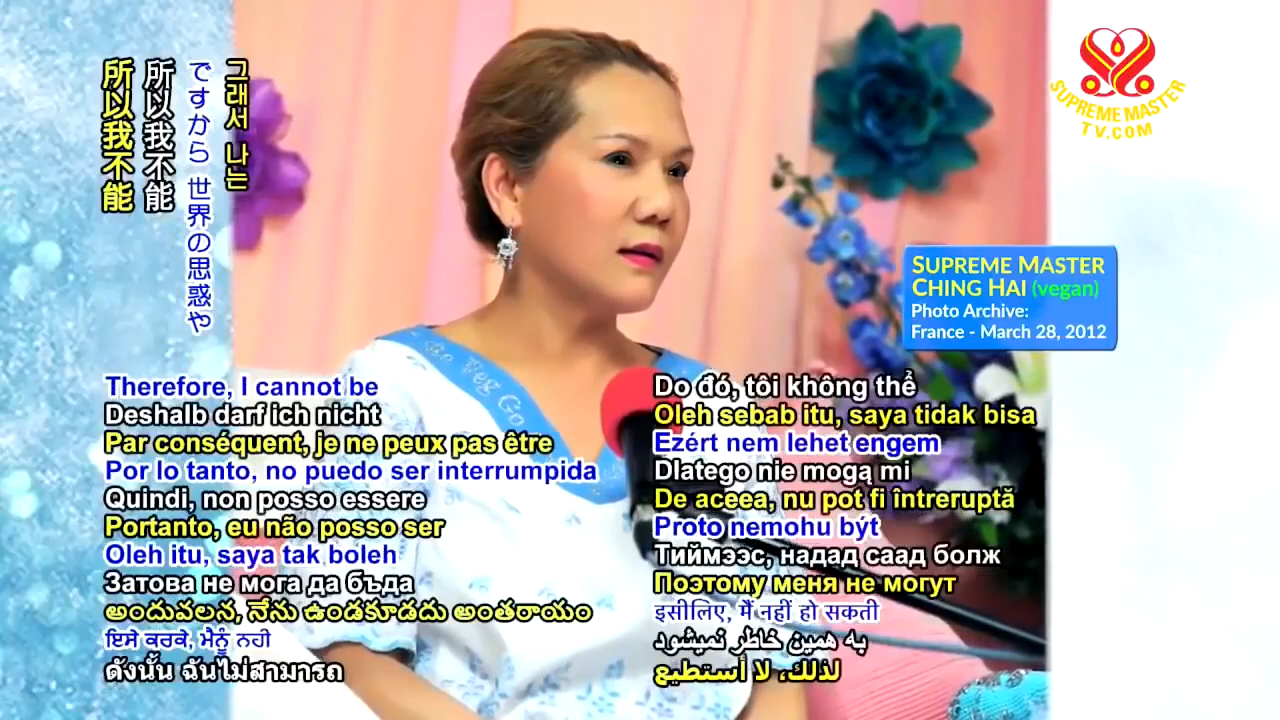 그래서 나는
ですから 世界の思惑や
所以我不能
所以我不能
SUPREME MASTER
TV.COM
SUPREME MASTER
CHING HAI (vegan)
Photo Archive:
France - March 28, 2012
Go Veg Go
Therefore, I cannot be
Deshalb darf ich nicht
Par conséquent, je ne peux pas être
Por lo tanto, no puedo ser interrumpida
Quindi, non posso essere
Portanto, eu não posso ser
Oleh itu, saya tak boleh
Затова не мога да бъда
అందువలన, నేను ఉండకూడదు అంతరాయం
ਇਸੇ ਕਰਕੇ, ਮੈਨੂੰ ਨਹੀ
ดังนั้น ฉันไม่สามารถ
Do đó, tôi không thể
Oleh sebab itu, saya tidak bisa
Ezért nem lehet engem
Dlatego nie mogą mi
De aceea, nu pot fi întreruptă
Proto nemohu být
Тиймээс, надад саад болж
Поэтому меня не могут
इसीलिए, मैं नहीं हो सकती
به همین خاطر نمیشود
لذلك، لا أستطيع